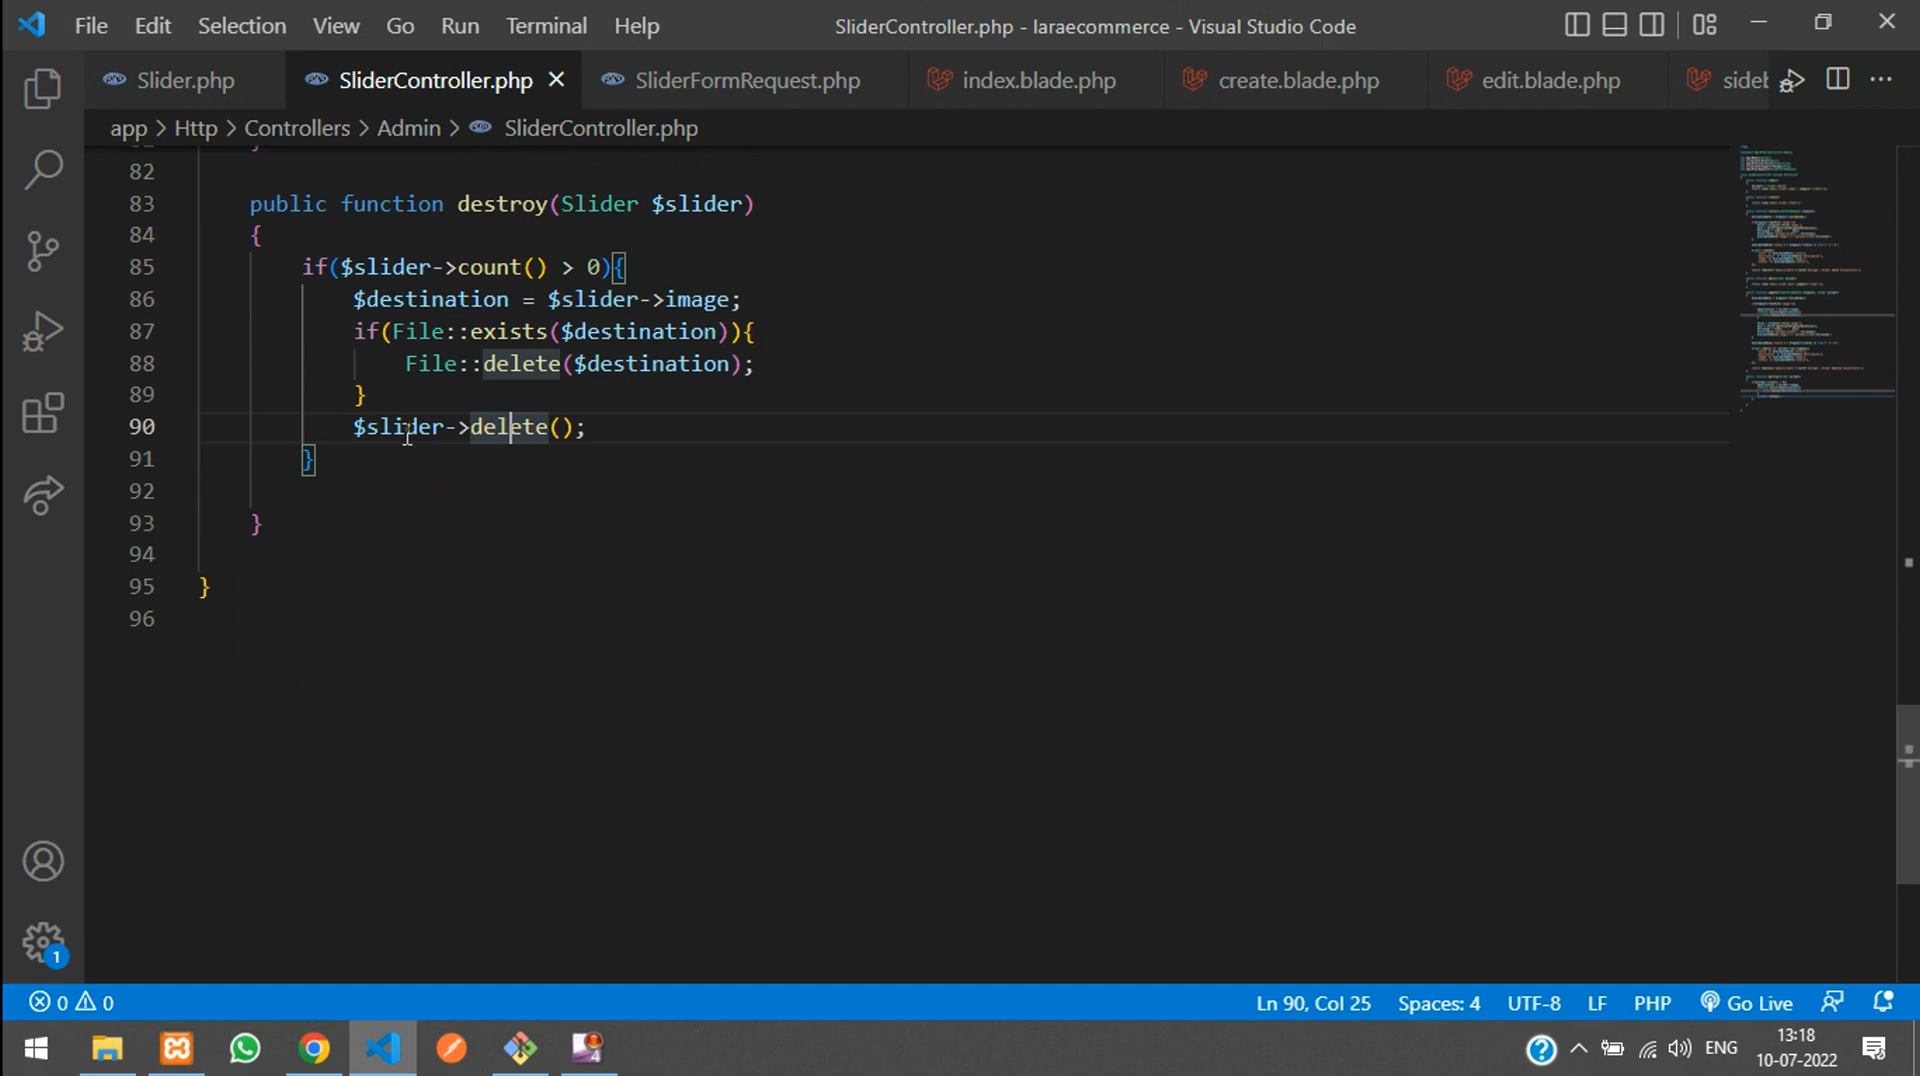 File Edit Selection View Go Run Terminal Help SliderController.php - laraecommerce - Visual Studio Code
Slider.php SliderController.php SliderFormRequest.php index.blade.php create.blade.php edit.blade.php sideb
app > Http > Controllers > Admin > SliderController.php
82
83 public function destroy(Slider $slider)
84 {
85 if($slider->count() > 0){
86 $destination = $slider->image;
87 if(File::exists($destination)){
88 File::delete($destination);
89 }
90 $slider->delete();
91 }
92
93 }
94
95 }
96
1
0 0 Ln 90, Col 25 Spaces: 4 UTF-8 LF PHP Go Live
4 ENG 13:18
10-07-2022